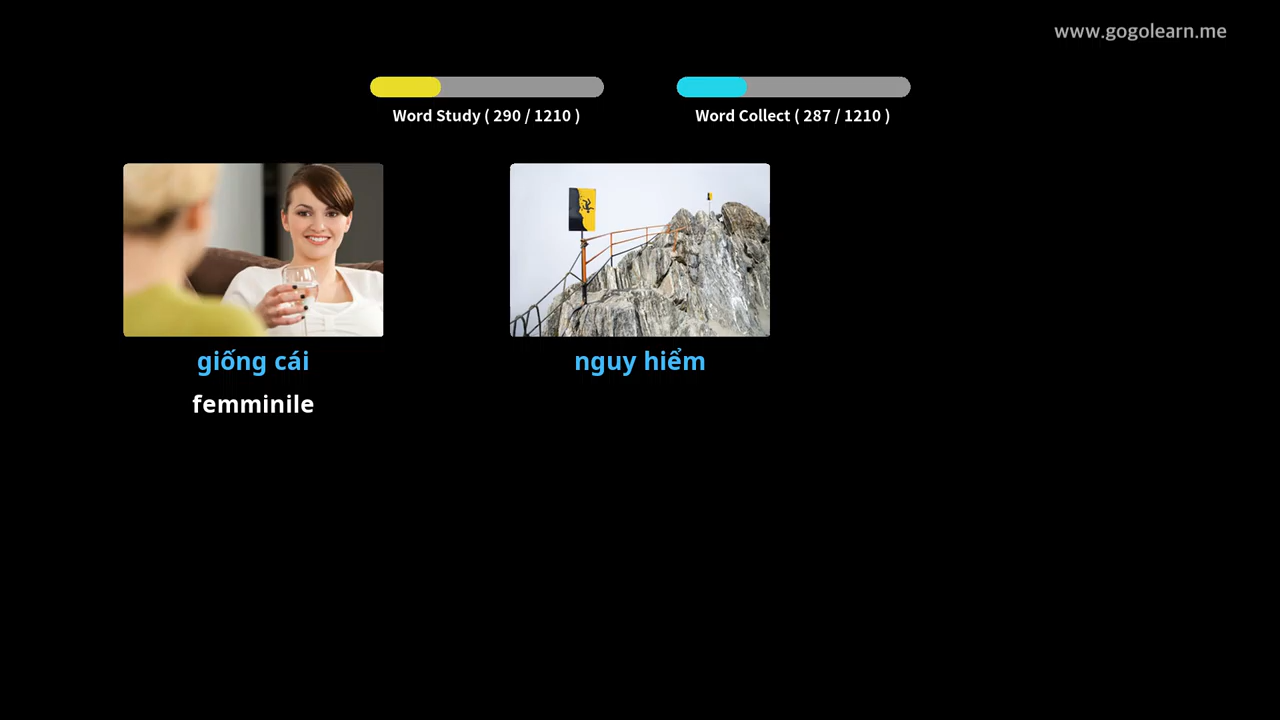 www.gogolearn.me
Word Study ( 290 / 1210 )
Word Collect ( 287 / 1210 )
giống cái
nguy hiểm
femminile